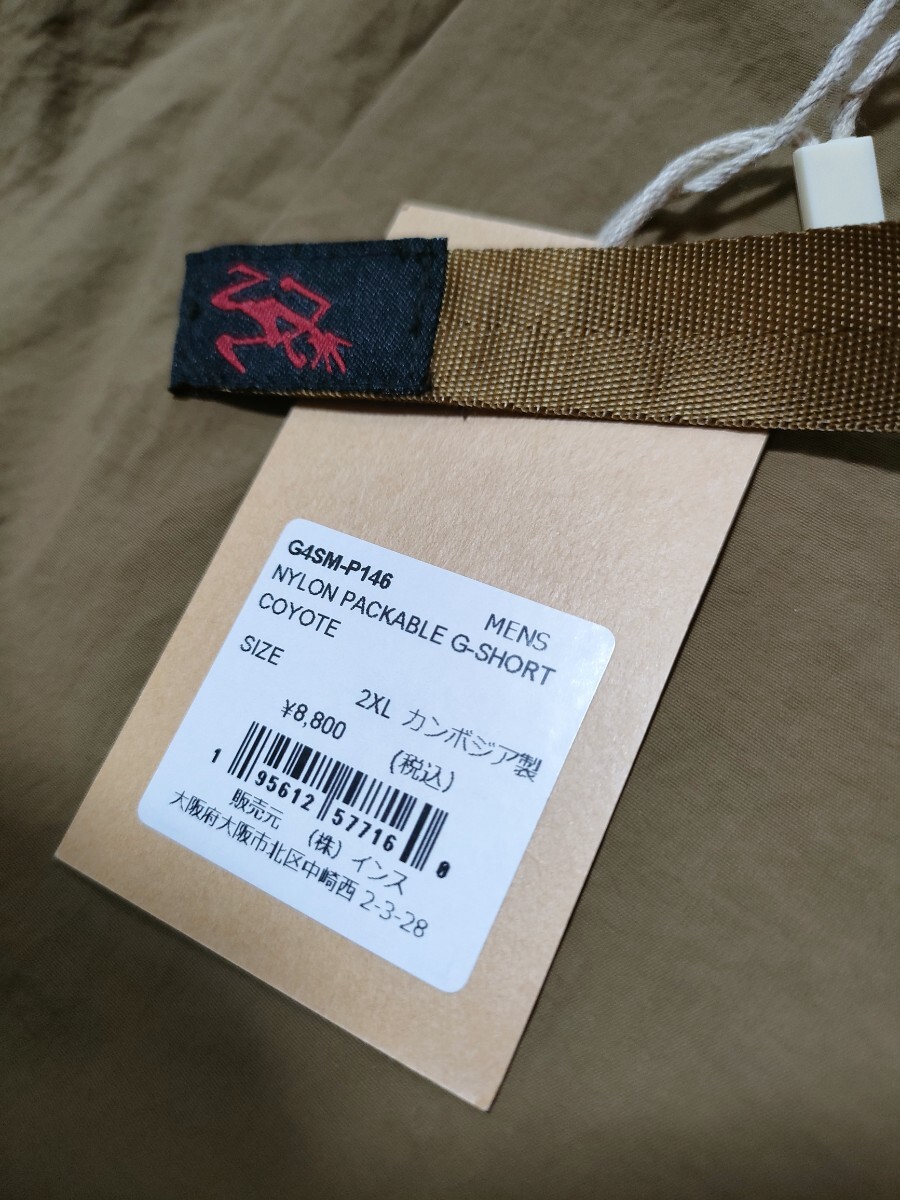 G4SM-P146
MENS
NYLON PACKABLE G-SHORT
COYOTE
SIZE
2XL カンボジア製
¥8,800
(税込)
1 95612 57716 0
販売元 (株) インス
大阪府大阪市北区中崎西 2-3-28